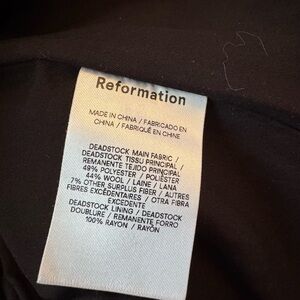 Reformation
MADE IN CHINA / FABRICADO EN
CHINA / FABRIQUÉ EN CHINE
DEADSTOCK MAIN FABRIC /
DEADSTOCK TISSU PRINCIPAL /
REMANENTE TEJIDO PRINCIPAL
49% POLYESTER / POLIÉSTER
44% WOOL / LAINE / LANA
7% OTHER SURPLUS FIBER / AUTRES
FIBRES EXCÉDENTAIRES / OTRA FIBRA
EXCEDENTE
DEADSTOCK LINING / DEADSTOCK
DOUBLURE / REMANENTE FORRO
100% RAYON / RAYÓN